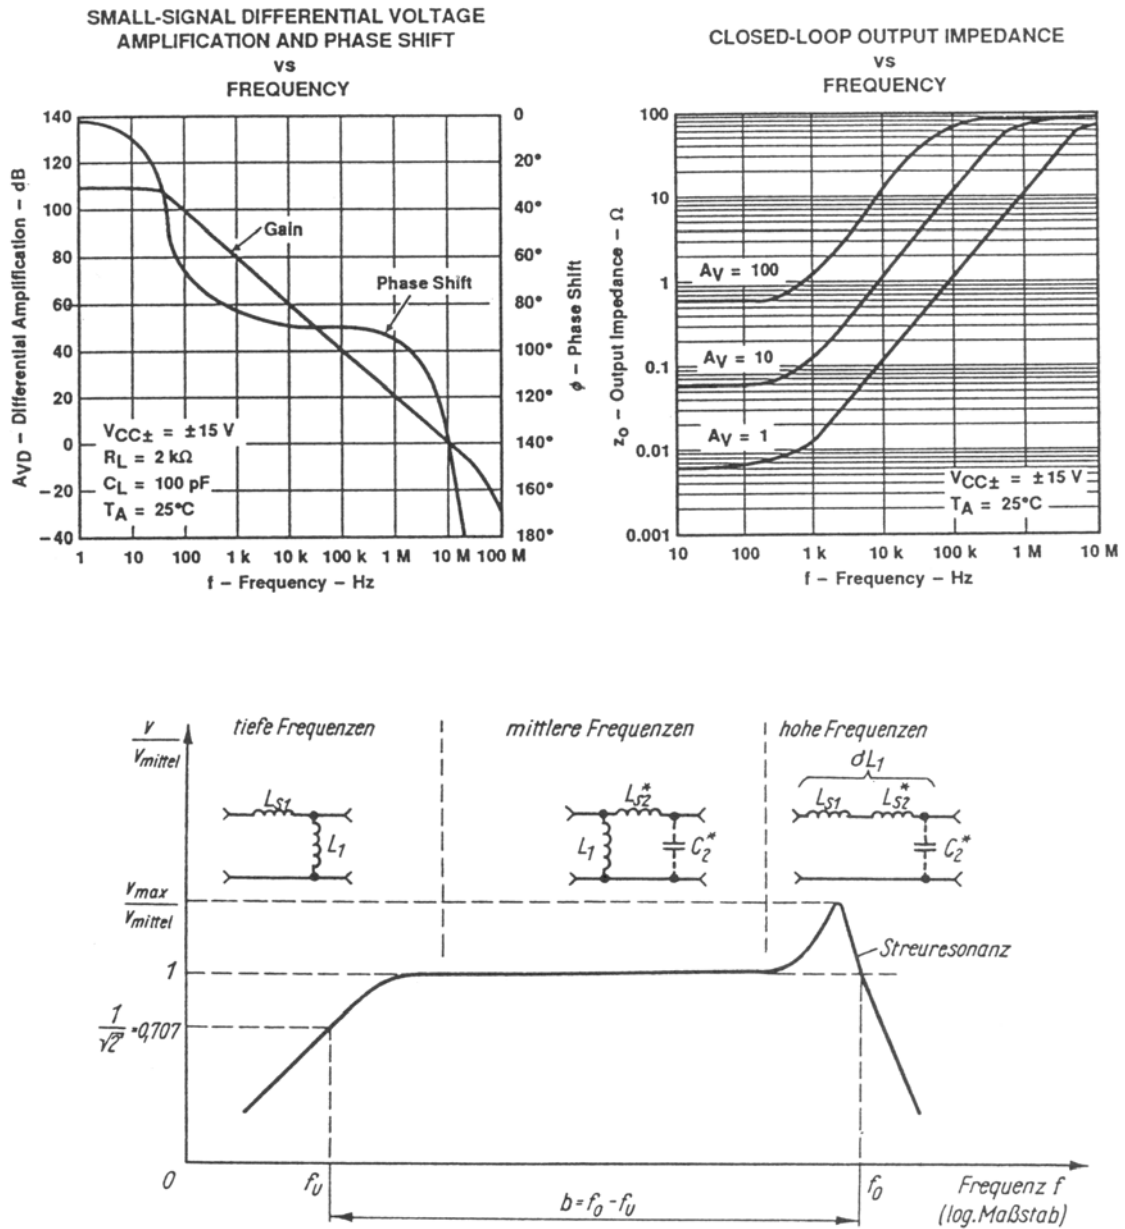 SMALL-SIGNAL DIFFERENTIAL VOLTAGE
AMPLIFICATION AND PHASE SHIFT
vs
FREQUENCY
140
120
100
80
60
40
20
0
−20
−40
AVD – Differential Amplification – dB
0
20°
40°
60°
80°
100°
120°
140°
160°
180°
ϕ – Phase Shift
Gain
Phase Shift
VCC± = ±15 V
RL = 2 kΩ
CL = 100 pF
TA = 25°C
1 10 100 1 k 10 k 100 k 1 M 10 M 100 M
f – Frequency – Hz
CLOSED-LOOP OUTPUT IMPEDANCE
vs
FREQUENCY
100
10
1
0.1
0.01
0.001
zo – Output Impedance – Ω
AV = 100
AV = 10
AV = 1
VCC± = ±15 V
TA = 25°C
10 100 1 k 10 k 100 k 1 M 10 M
f – Frequency – Hz
V
Vmittel
tiefe Frequenzen
mittlere Frequenzen
hohe Frequenzen
LS1
L1
LS2*
L1
C2*
σL1
LS1 LS2*
C2*
Vmax
Vmittel
Streuresonanz
1
1/√2 = 0,707
0
fu
fo
Frequenz f
(log.Maßstab)
b = fo − fu